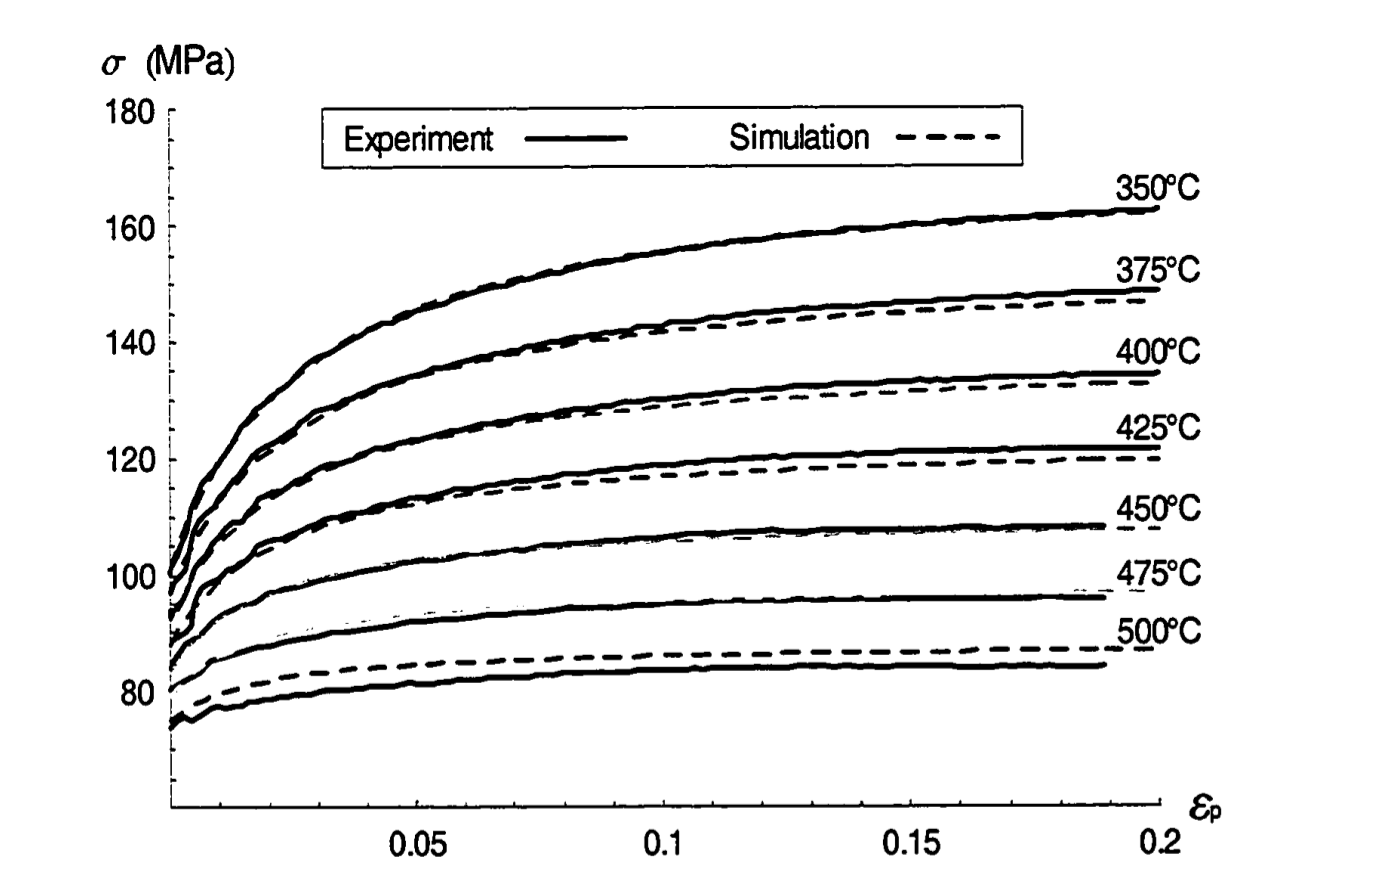 σ (MPa)
180
Experiment Simulation
350°C
160
375°C
140
400°C
425°C
120
450°C
100
475°C
500°C
80
εp
0.05 0.1 0.15 0.2